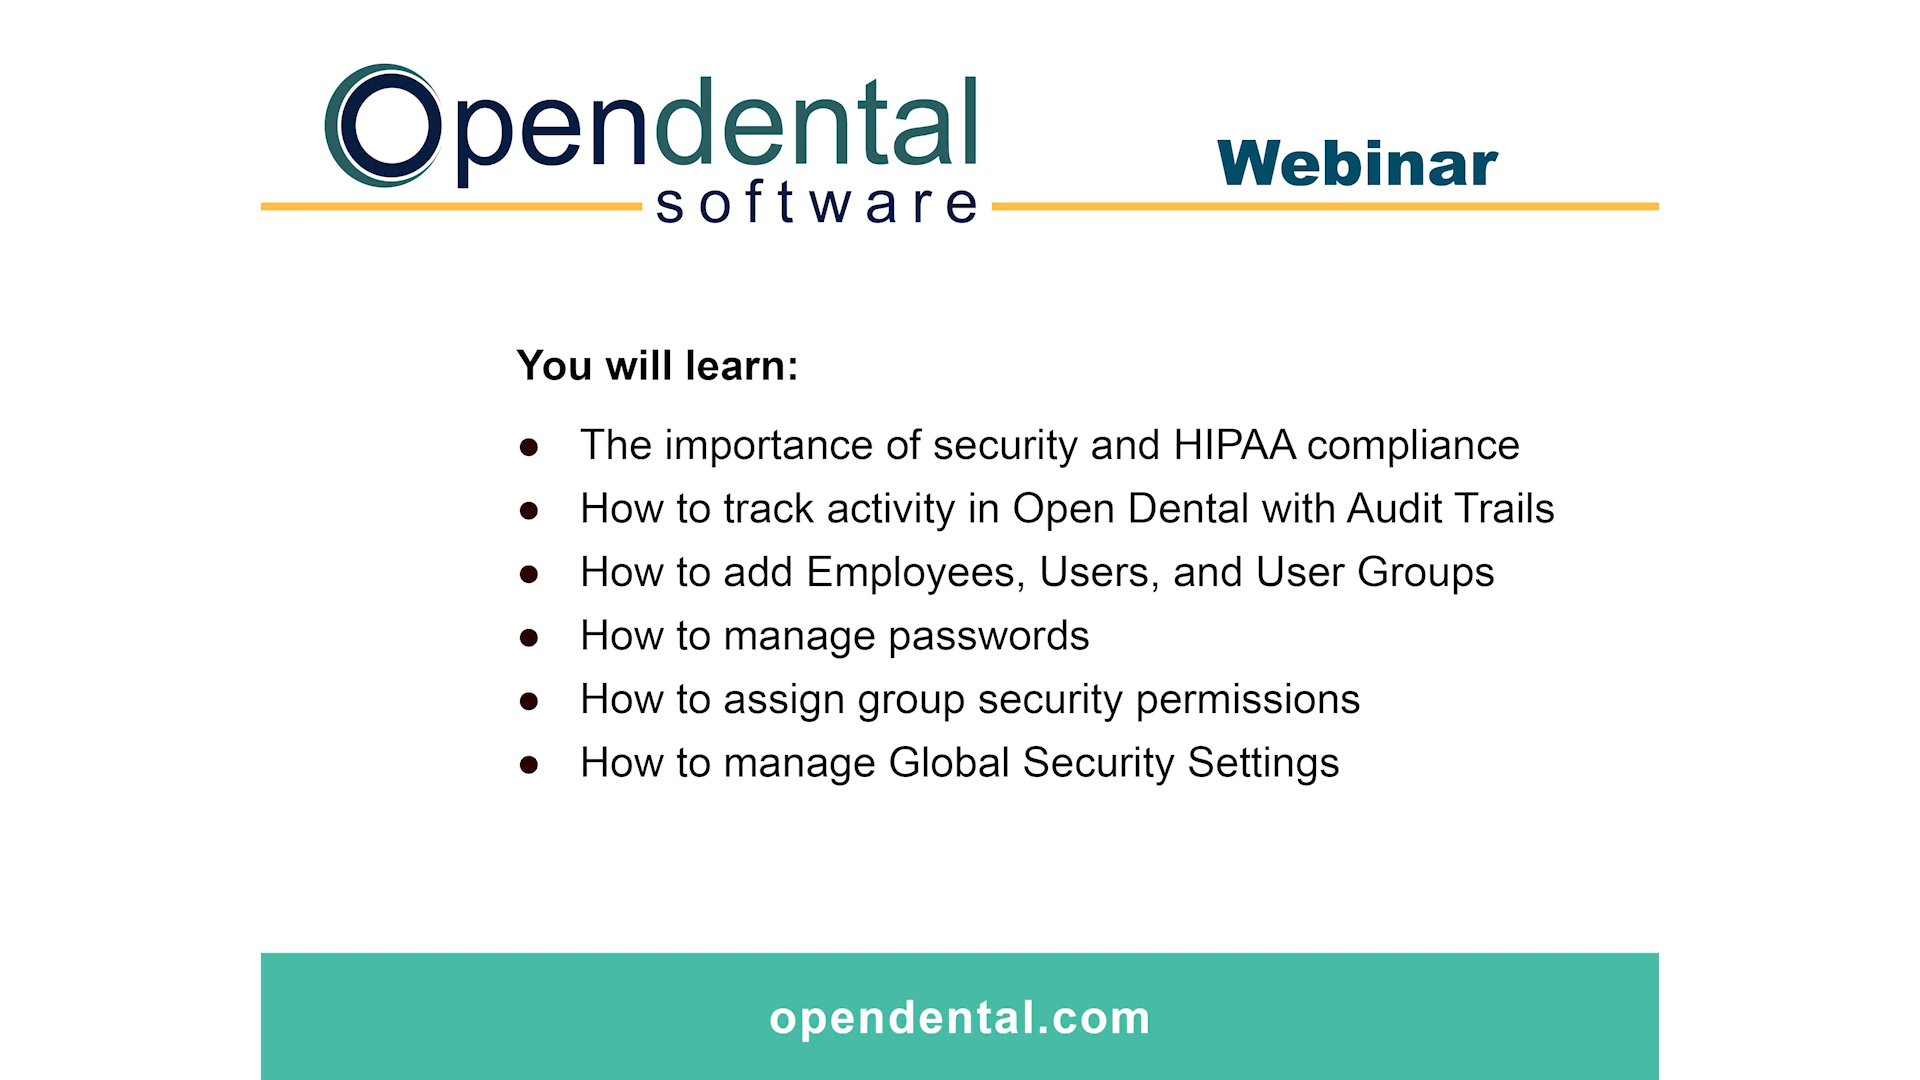 Opendental
software
Webinar
You will learn:
● The importance of security and HIPAA compliance
● How to track activity in Open Dental with Audit Trails
● How to add Employees, Users, and User Groups
● How to manage passwords
● How to assign group security permissions
● How to manage Global Security Settings
opendental.com